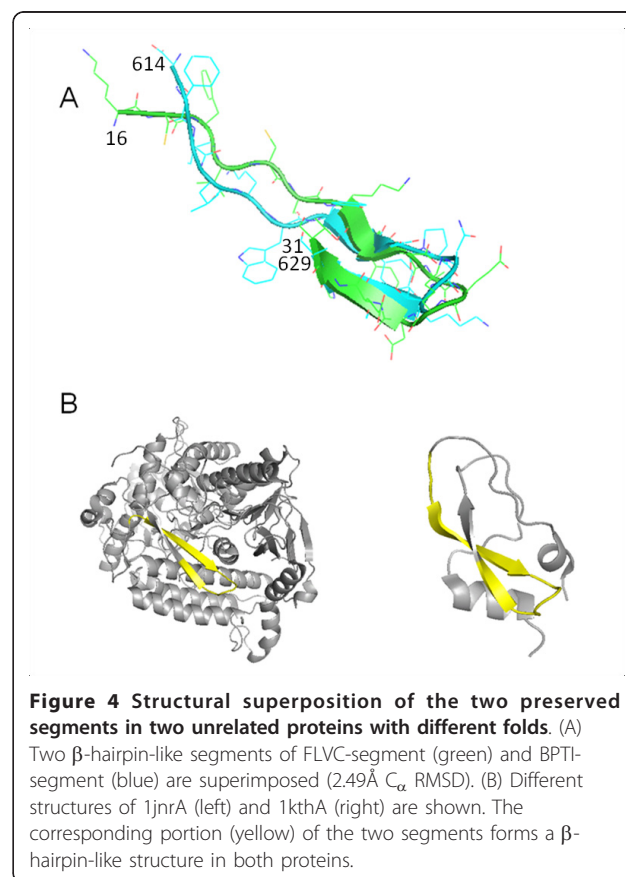 614
A
16
31
629
B
Figure 4 Structural superposition of the two preserved
segments in two unrelated proteins with different folds. (A)
Two β-hairpin-like segments of FLVC-segment (green) and BPTI-
segment (blue) are superimposed (2.49Å Cα RMSD). (B) Different
structures of 1jnrA (left) and 1kthA (right) are shown. The
corresponding portion (yellow) of the two segments forms a β-
hairpin-like structure in both proteins.